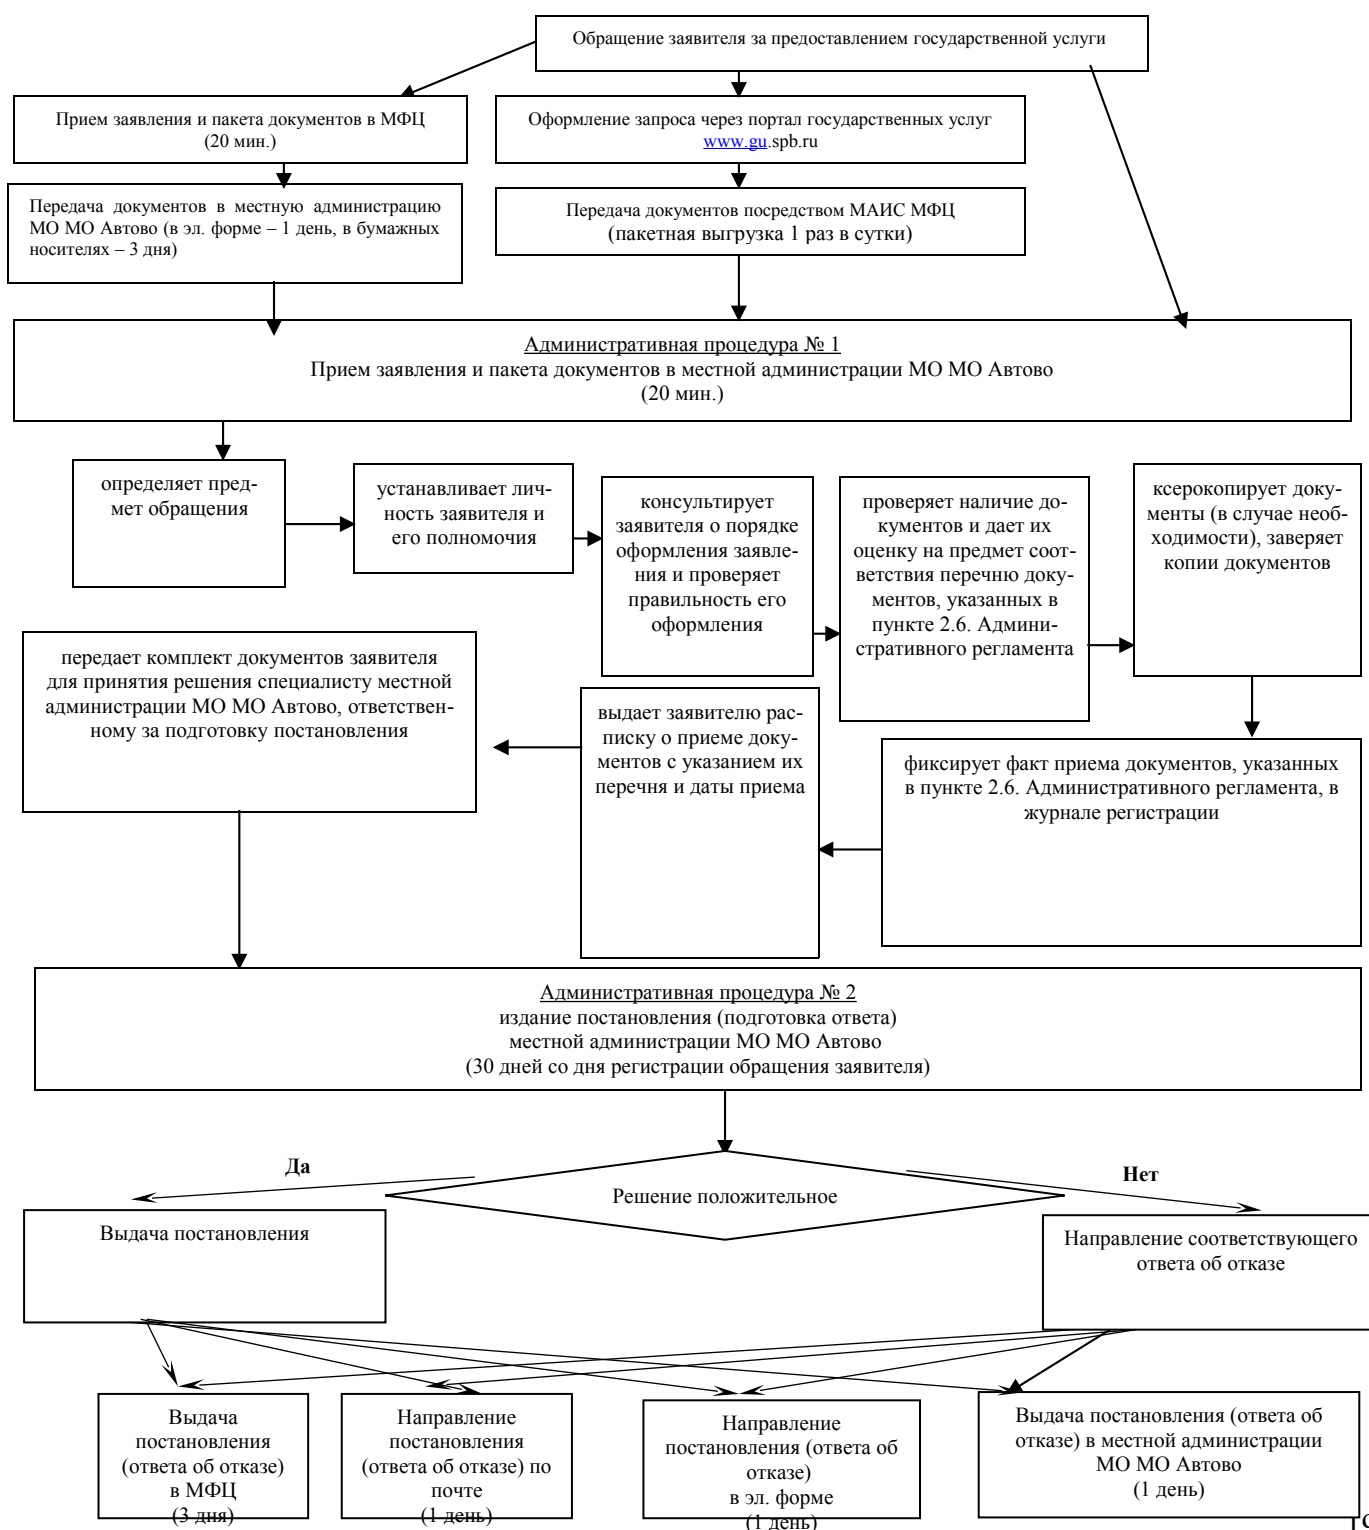 Обращение заявителя за предоставлением государственной услуги
Прием заявления и пакета документов в МФЦ
(20 мин.)
Оформление запроса через портал государственных услуг
www.gu.spb.ru
Передача документов в местную администрацию
МО МО Автово (в эл. форме – 1 день, в бумажных
носителях – 3 дня)
Передача документов посредством МАИС МФЦ
(пакетная выгрузка 1 раз в сутки)
Административная процедура № 1
Прием заявления и пакета документов в местной администрации МО МО Автово
(20 мин.)
определяет пред-
мет обращения
устанавливает лич-
ность заявителя и
его полномочия
консультирует
заявителя о порядке
оформления заявле-
ния и проверяет
правильность его
оформления
проверяет наличие до-
кументов и дает их
оценку на предмет соот-
ветствия перечню доку-
ментов, указанных в
пункте 2.6. Админи-
стративного регламента
ксерокопирует доку-
менты (в случае необ-
ходимости), заверяет
копии документов
передает комплект документов заявителя
для принятия решения специалисту местной
администрации МО МО Автово, ответствен-
ному за подготовку постановления
выдает заявителю рас-
писку о приеме доку-
ментов с указанием их
перечня и даты приема
фиксирует факт приема документов, указанных
в пункте 2.6. Административного регламента, в
журнале регистрации
Административная процедура № 2
издание постановления (подготовка ответа)
местной администрации МО МО Автово
(30 дней со дня регистрации обращения заявителя)
Да
Решение положительное
Нет
Выдача постановления
Направление соответствующего
ответа об отказе
Выдача
постановления
(ответа об отказе)
в МФЦ
(3 дня)
Направление
постановления
(ответа об отказе) по
почте
(1 день)
Направление
постановления (ответа об
отказе)
в эл. форме
(1 день)
Выдача постановления (ответа об
отказе) в местной администрации
МО МО Автово
(1 день)